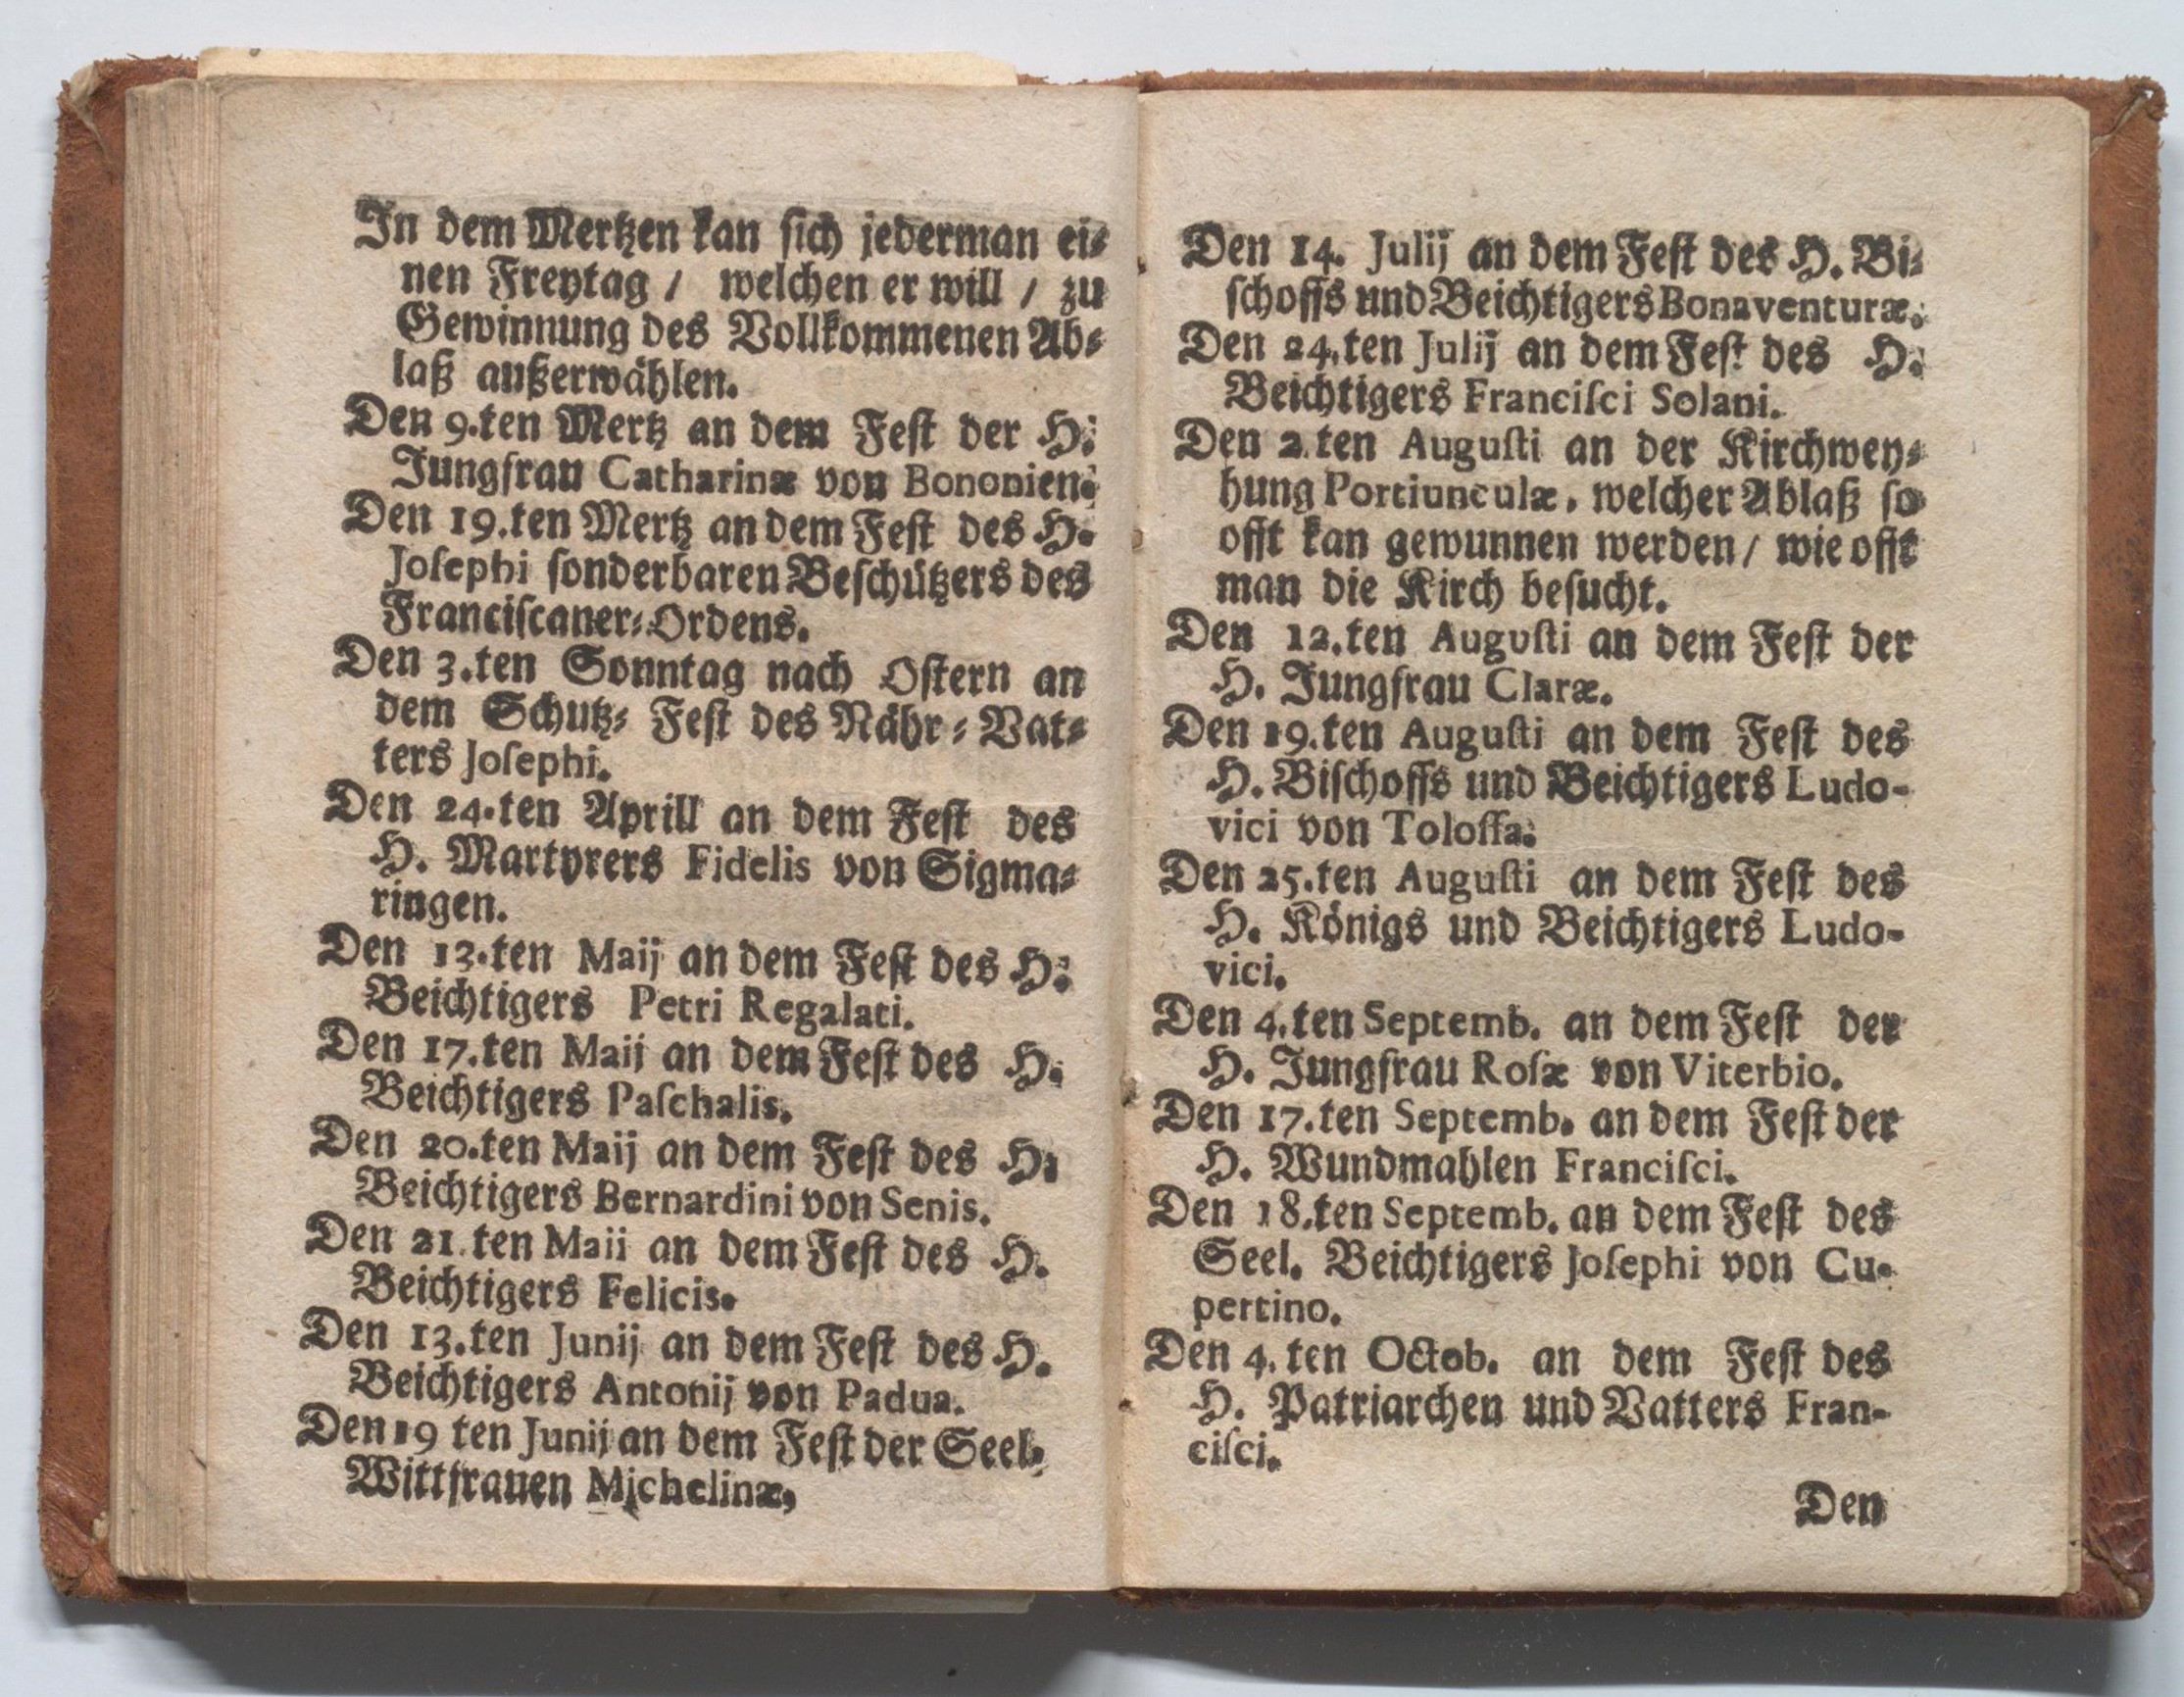 In dem Mertzen kan ſich jederman ei⸗
nen Freytag / welchen er will / zu
Gewinnung des Vollkommenen Ab⸗
laß außerwählen.
Den 9.ten Mertz an dem Feſt der H.
Jungfrau Catharinæ von Bononien.
Den 19.ten Mertz an dem Feſt des H.
Joſephi ſonderbaren Beſchützers des
Franciſcaner⸗Ordens.
Den 3.ten Sonntag nach Oſtern an
dem Schutz⸗ Feſt des Nähr⸗Vat⸗
ters Joſephi.
Den 24.ten Aprill an dem Feſt des
H. Martyrers Fidelis von Sigma⸗
ringen.
Den 13.ten Maij an dem Feſt des H.
Beichtigers Petri Regalati.
Den 17.ten Maij an dem Feſt des H.
Beichtigers Paſchalis.
Den 20.ten Maij an dem Feſt des H.
Beichtigers Bernardini von Senis.
Den 21.ten Maij an dem Feſt des H.
Beichtigers Felicis.
Den 13.ten Junij an dem Feſt des H.
Beichtigers Antonij von Padua.
Den 19 ten Junij an dem Feſt der Seel.
Wittfrauen Michelinæ,
Den 14. Julij an dem Feſt des H. Bi⸗
ſchoffs und Beichtigers Bonaventuræ.
Den 24.ten Julij an dem Feſt des H.
Beichtigers Franciſci Solani.
Den 2.ten Auguſti an der Kirchwey⸗
hung Portiunculæ, welcher Ablaß ſo
offt kan gewunnen werden / wie offt
man die Kirch beſucht.
Den 12.ten Auguſti an dem Feſt der
H. Jungfrau Claræ.
Den 19.ten Auguſti an dem Feſt des
H. Biſchoffs und Beichtigers Ludo-
vici von Toloſſa.
Den 25.ten Auguſti an dem Feſt des
H. Königs und Beichtigers Ludo-
vici.
Den 4.ten Septemb. an dem Feſt der
H. Jungfrau Roſæ von Viterbio.
Den 17.ten Septemb. an dem Feſt der
H. Wundmahlen Franciſci.
Den 18.ten Septemb. an dem Feſt des
Seel. Beichtigers Joſephi von Cu-
pertino.
Den 4.ten Octob. an dem Feſt des
H. Patriarchen und Vatters Fran-
ciſci.
Den